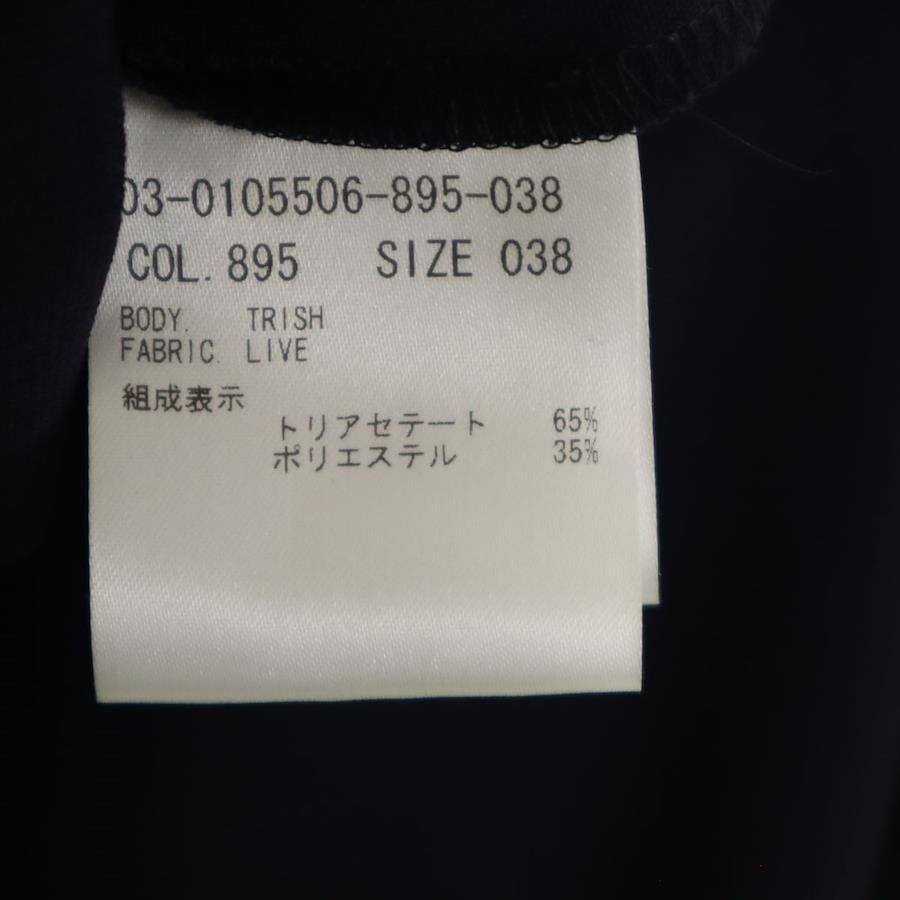 03-0105506-895-038
COL. 895 SIZE 038
BODY. TRISH
FABRIC. LIVE
組成表示
トリアセテート 65%
ポリエステル 35%